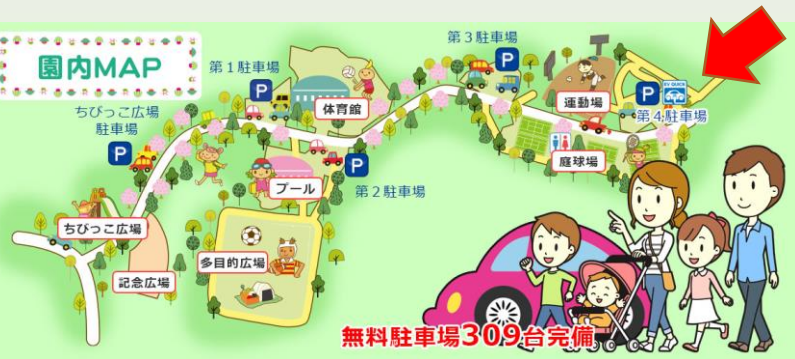 園内MAP
ちびっこ広場
駐車場
P
第１駐車場
P
体育館
第３駐車場
P
運動場
P
EV QUICK
第４駐車場
庭球場
プール
P
第２駐車場
ちびっこ広場
記念広場
多目的広場
無料駐車場309台完備